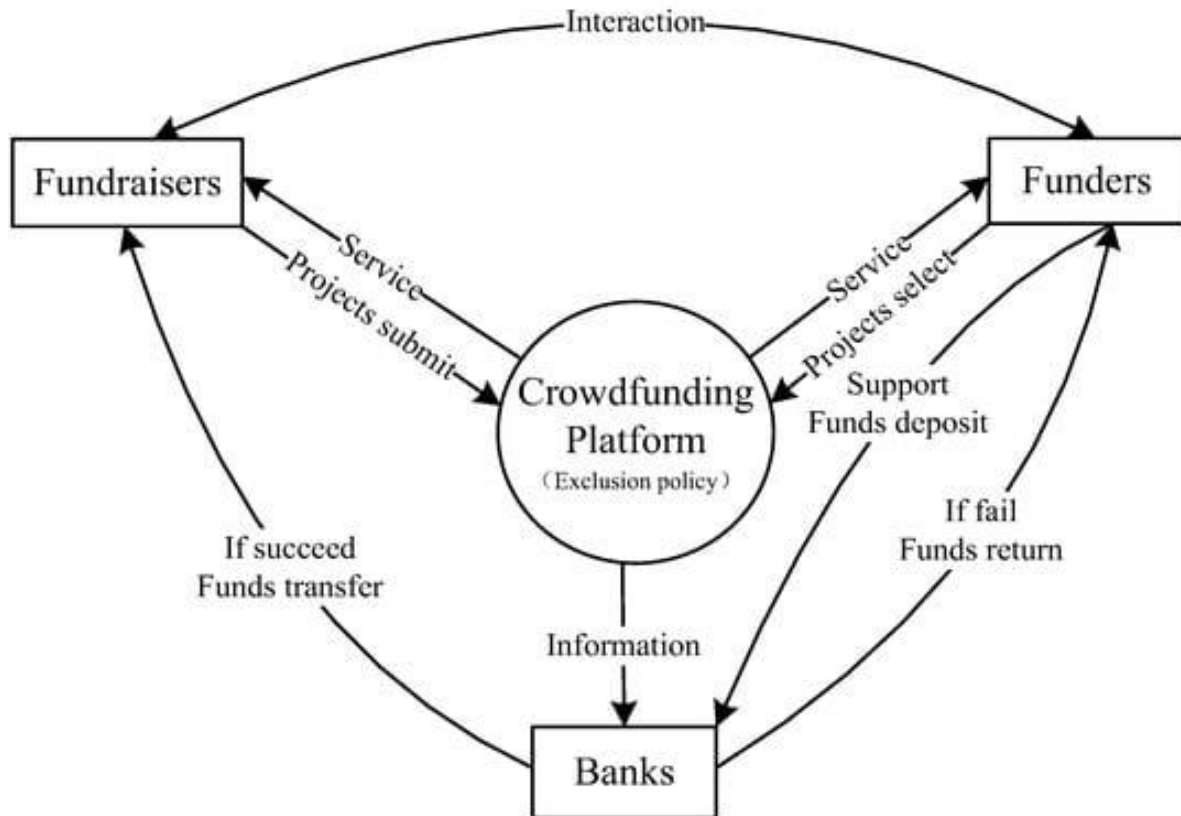 Interaction
Fundraisers
Funders
Service
Projects submit
Service
Projects select
Crowdfunding
Platform
（Exclusion policy）
Support
Funds deposit
If succeed
Funds transfer
If fail
Funds return
Information
Banks